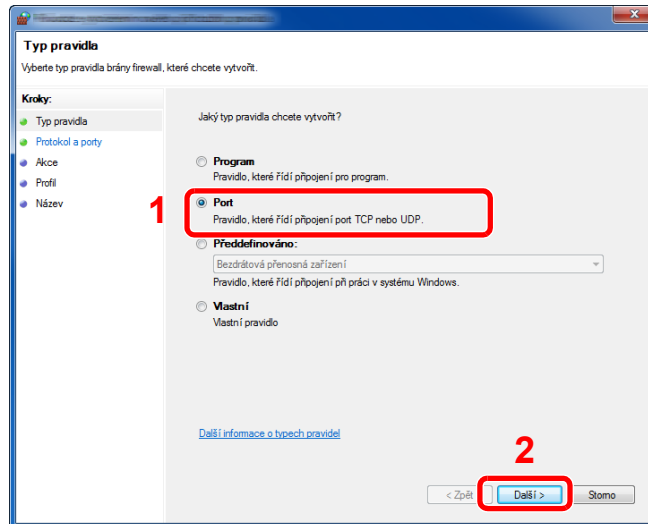 Typ pravidla
Vyberte typ pravidla brány firewall, které chcete vytvořit.
Kroky:
Typ pravidla
Protokol a porty
Akce
Profil
Název
Jaký typ pravidla chcete vytvořit?
Program
Pravidlo, které řídí připojení pro program.
1
Port
Pravidlo, které řídí připojení port TCP nebo UDP.
Předdefinováno:
Bezdrátová přenosná zařízení
Pravidlo, které řídí připojení při práci v systému Windows.
Vlastní
Vlastní pravidlo
Další informace o typech pravidel
2
< Zpět
Další >
Storno